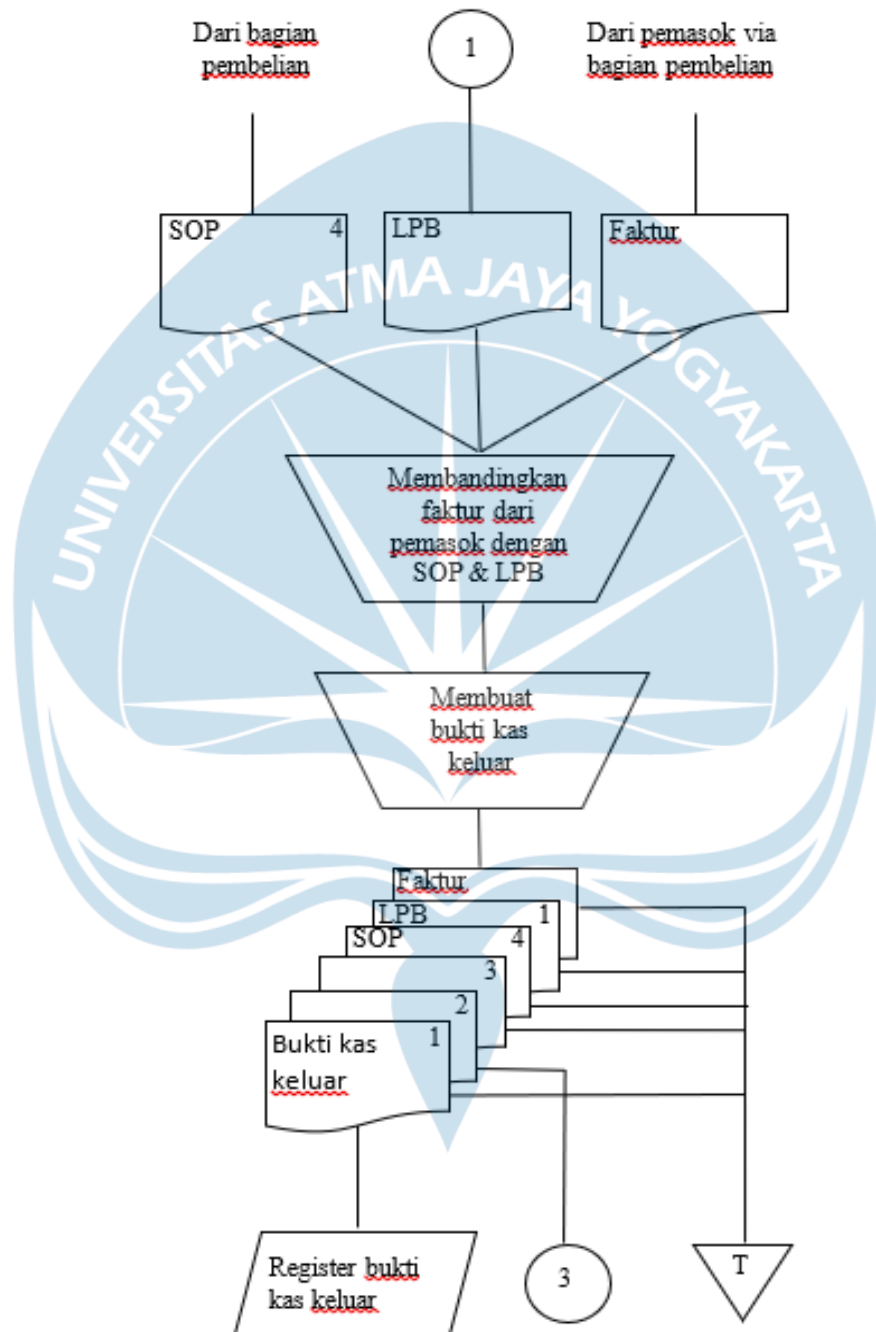 Dari bagian
pembelian
1
Dari pemasok via
bagian pembelian
SOP 4
LPB
Faktur
UNIVERSITAS ATMA JAYA YOGYAKARTA
Membandingkan
faktur dari
pemasok dengan
SOP & LPB
Membuat
bukti kas
keluar
Faktur
LPB 1
SOP 4
3
2
Bukti kas 1
keluar
Register bukti
kas keluar
3
T